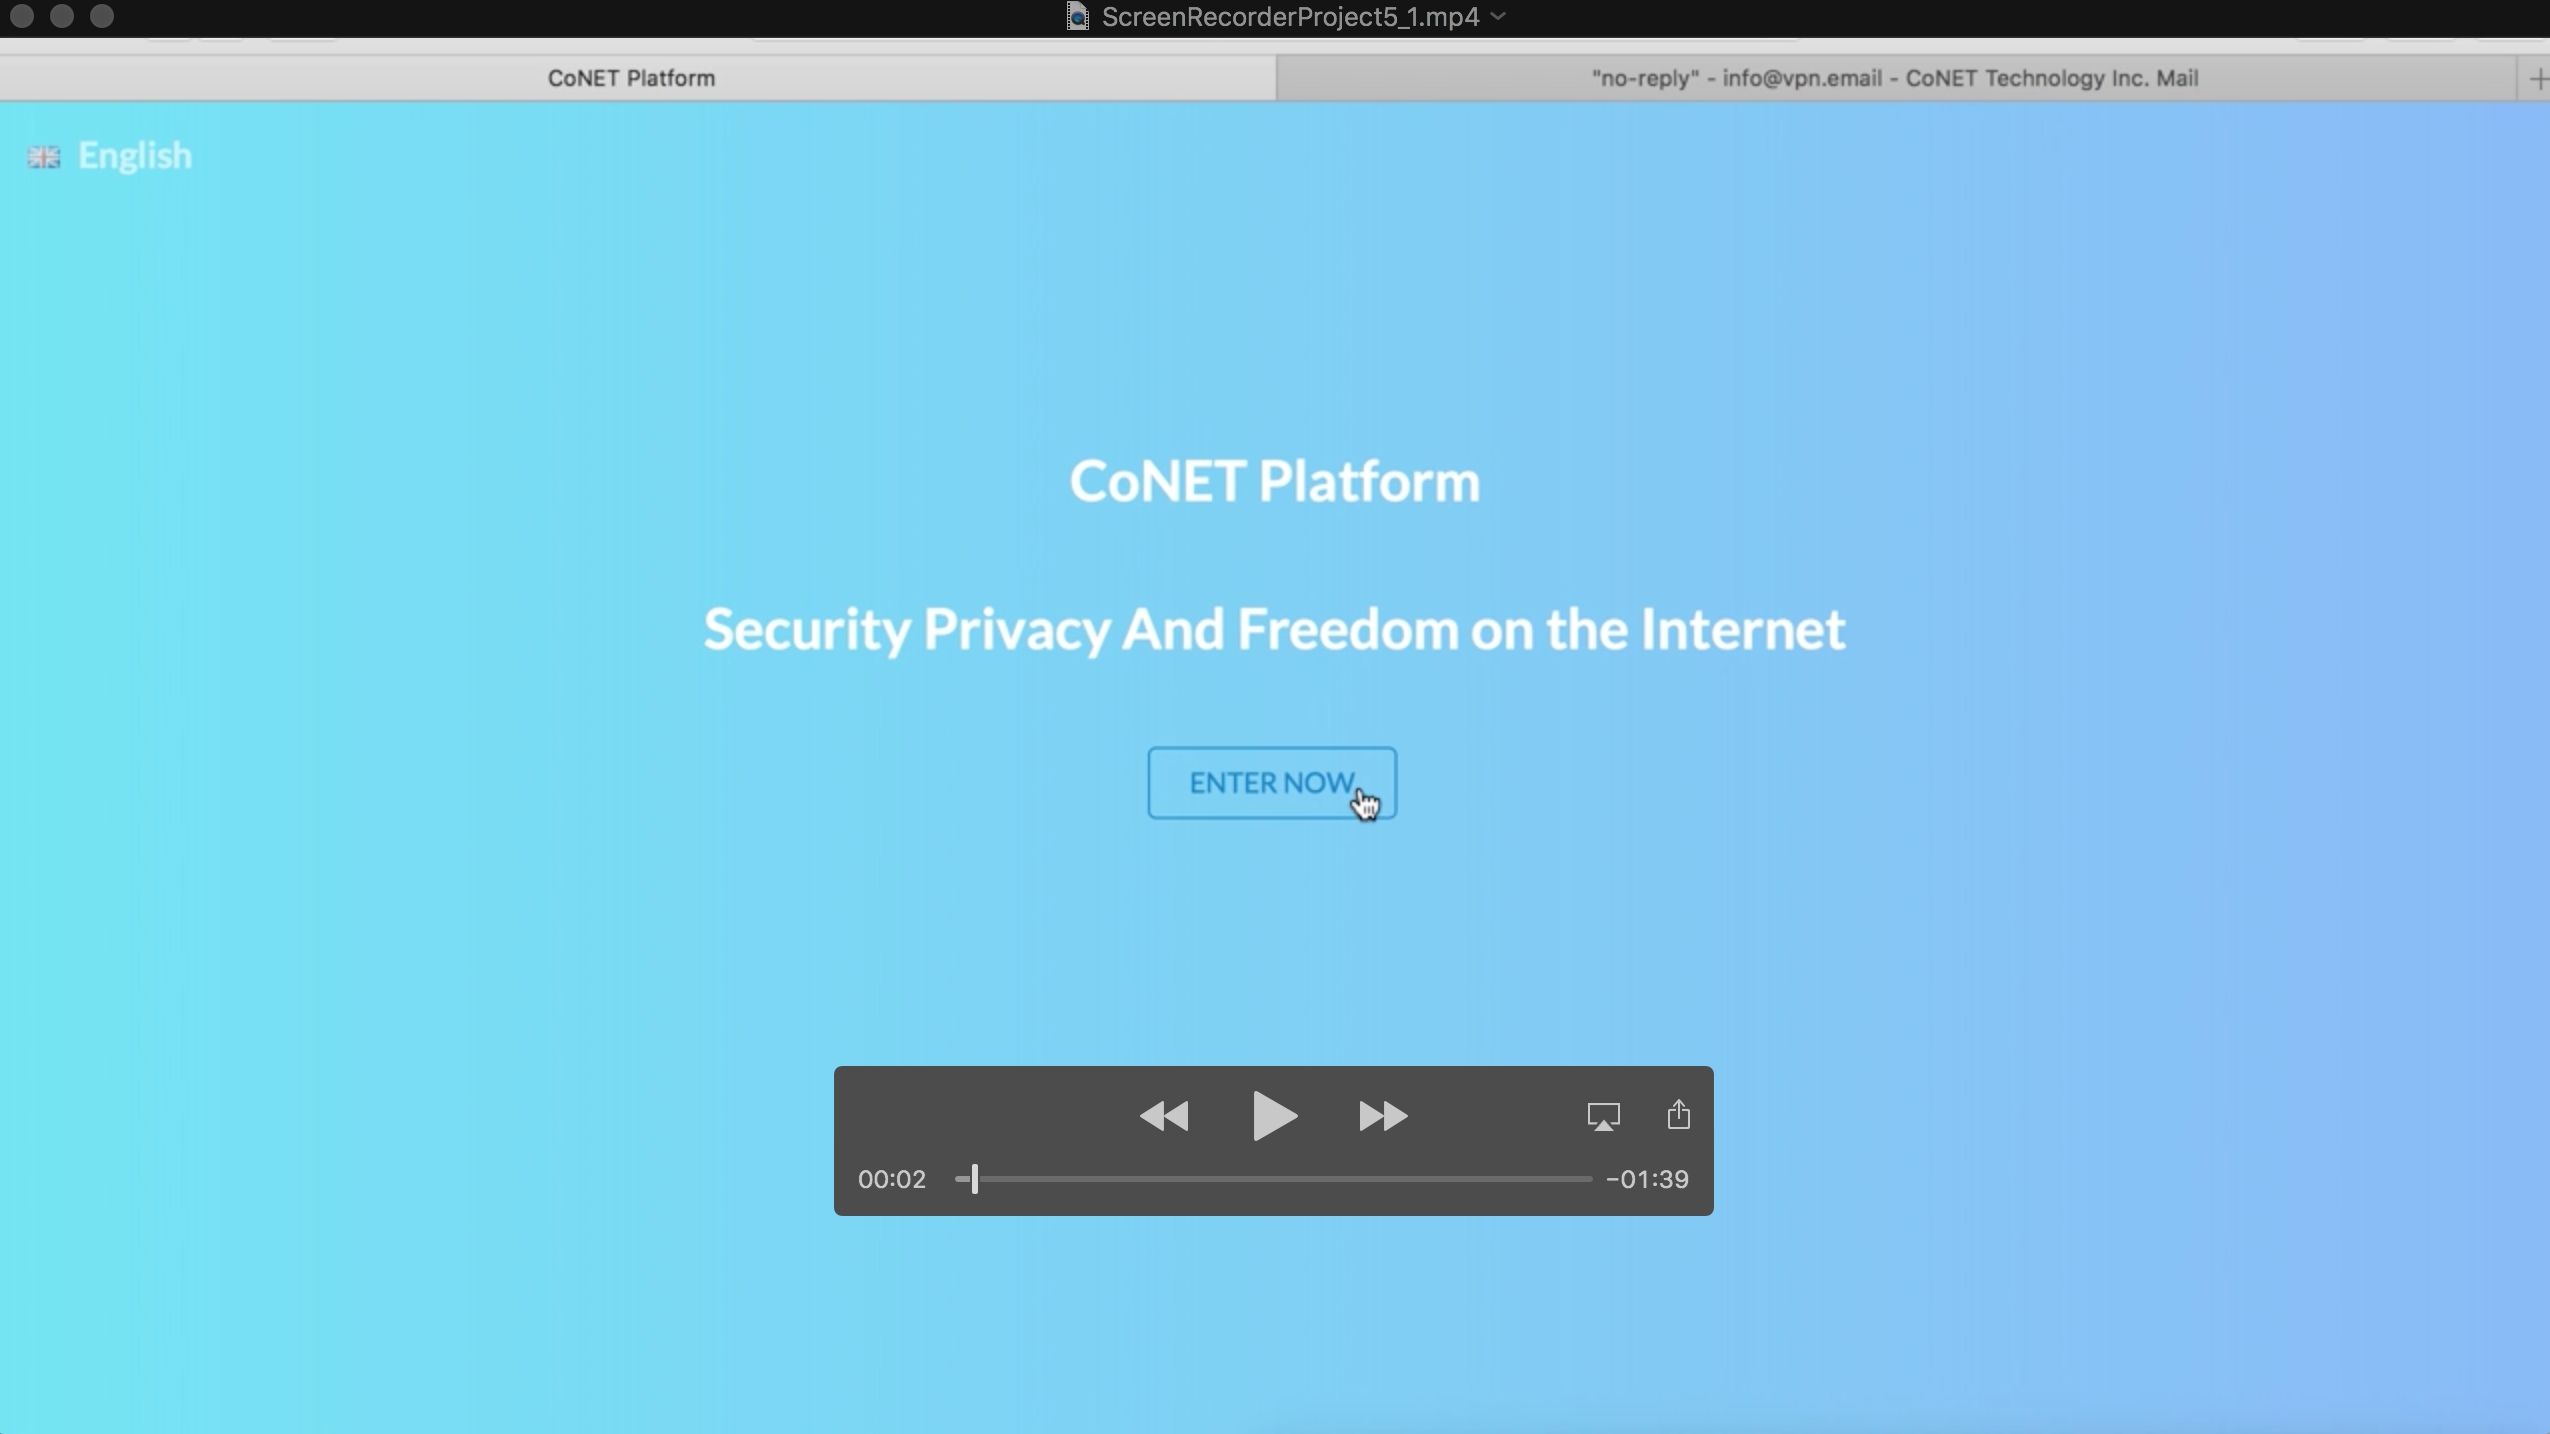 ScreenRecorderProject5_1.mp4
CoNET Platform
"no-reply" - info@vpn.email - CoNET Technology Inc. Mail
English
CoNET Platform
Security Privacy And Freedom on the Internet
ENTER NOW
00:02
-01:39